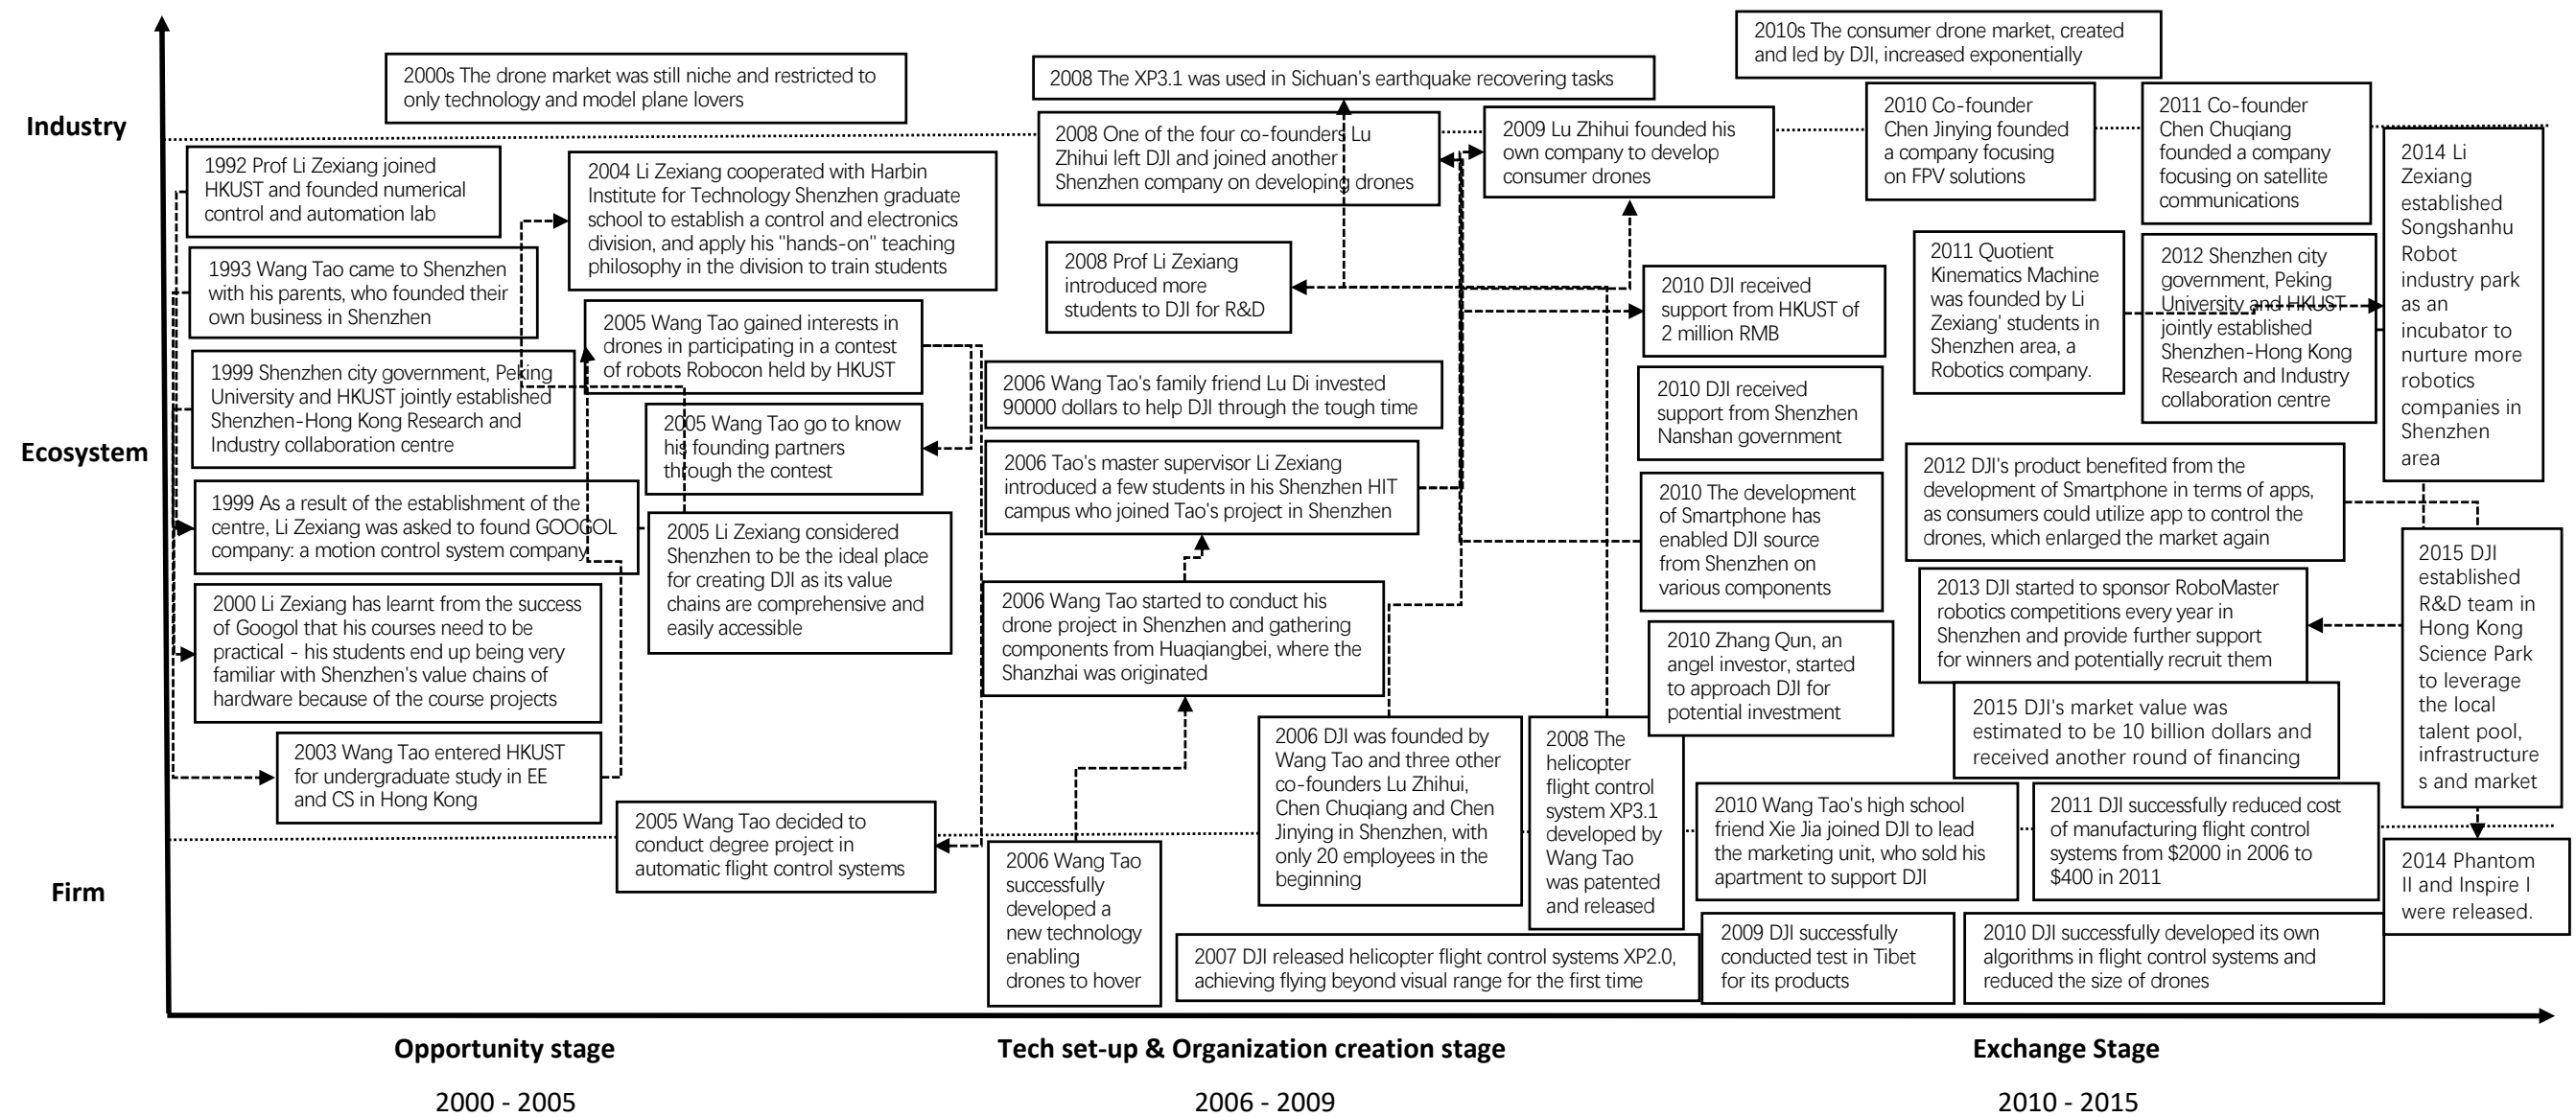 2010s The consumer drone market, created
and led by DJI, increased exponentially
2000s The drone market was still niche and restricted to
only technology and model plane lovers
2008 The XP3.1 was used in Sichuan's earthquake recovering tasks
Industry
2008 One of the four co-founders Lu
Zhihui left DJI and joined another
Shenzhen company on developing drones
2009 Lu Zhihui founded his
own company to develop
consumer drones
2010 Co-founder
Chen Jinying founded
a company focusing
on FPV solutions
2011 Co-founder
Chen Chuqiang
founded a company
focusing on satellite
communications
1992 Prof Li Zexiang joined
HKUST and founded numerical
control and automation lab
2004 Li Zexiang cooperated with Harbin
Institute for Technology Shenzhen graduate
school to establish a control and electronics
division, and apply his "hands-on" teaching
philosophy in the division to train students
2014 Li
Zexiang
established
Songshanhu
Robot
industry park
as an
incubator to
nurture more
robotics
companies in
Shenzhen
area
1993 Wang Tao came to Shenzhen
with his parents, who founded their
own business in Shenzhen
2008 Prof Li Zexiang
introduced more
students to DJI for R&D
2010 DJI received
support from HKUST of
2 million RMB
2011 Quotient
Kinematics Machine
was founded by Li
Zexiang' students in
Shenzhen area, a
Robotics company.
2012 Shenzhen city
government, Peking
University and HKUST
jointly established
Shenzhen-Hong Kong
Research and Industry
collaboration centre
2005 Wang Tao gained interests in
drones in participating in a contest
of robots Robocon held by HKUST
1999 Shenzhen city government, Peking
University and HKUST jointly established
Shenzhen-Hong Kong Research and
Industry collaboration centre
2006 Wang Tao's family friend Lu Di invested
90000 dollars to help DJI through the tough time
2010 DJI received
support from Shenzhen
Nanshan government
Ecosystem
2005 Wang Tao go to know
his founding partners
through the contest
2006 Tao's master supervisor Li Zexiang
introduced a few students in his Shenzhen HIT
campus who joined Tao's project in Shenzhen
2012 DJI's product benefited from the
development of Smartphone in terms of apps,
as consumers could utilize app to control the
drones, which enlarged the market again
1999 As a result of the establishment of the
centre, Li Zexiang was asked to found GOOGOL
company: a motion control system company
2005 Li Zexiang considered
Shenzhen to be the ideal place
for creating DJI as its value
chains are comprehensive and
easily accessible
2010 The development
of Smartphone has
enabled DJI source
from Shenzhen on
various components
2015 DJI
established
R&D team in
Hong Kong
Science Park
to leverage
the local
talent pool,
infrastructure
s and market
2000 Li Zexiang has learnt from the success
of Googol that his courses need to be
practical - his students end up being very
familiar with Shenzhen's value chains of
hardware because of the course projects
2006 Wang Tao started to conduct his
drone project in Shenzhen and gathering
components from Huaqiangbei, where the
Shanzhai was originated
2013 DJI started to sponsor RoboMaster
robotics competitions every year in
Shenzhen and provide further support
for winners and potentially recruit them
2010 Zhang Qun, an
angel investor, started
to approach DJI for
potential investment
2015 DJI's market value was
estimated to be 10 billion dollars and
received another round of financing
2003 Wang Tao entered HKUST
for undergraduate study in EE
and CS in Hong Kong
2006 DJI was founded by
Wang Tao and three other
co-founders Lu Zhihui,
Chen Chuqiang and Chen
Jinying in Shenzhen, with
only 20 employees in the
beginning
2008 The
helicopter
flight control
system XP3.1
developed by
Wang Tao
was patented
and released
2010 Wang Tao's high school
friend Xie Jia joined DJI to lead
the marketing unit, who sold his
apartment to support DJI
2011 DJI successfully reduced cost
of manufacturing flight control
systems from $2000 in 2006 to
$400 in 2011
2005 Wang Tao decided to
conduct degree project in
automatic flight control systems
Firm
2006 Wang Tao
successfully
developed a
new technology
enabling
drones to hover
2014 Phantom
II and Inspire I
were released.
2007 DJI released helicopter flight control systems XP2.0,
achieving flying beyond visual range for the first time
2009 DJI successfully
conducted test in Tibet
for its products
2010 DJI successfully developed its own
algorithms in flight control systems and
reduced the size of drones
Opportunity stage
Tech set-up & Organization creation stage
Exchange Stage
2000 - 2005
2006 - 2009
2010 - 2015